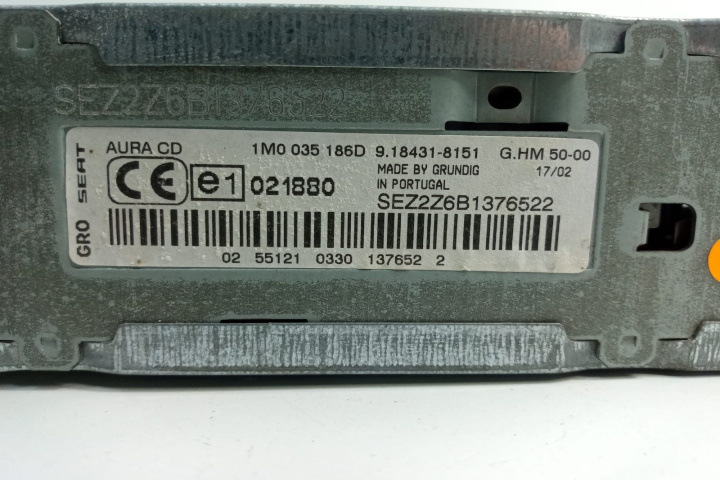 SEZ2Z6B1376522
GRO SEAT
AURA CD 1M0 035 186D 9.18431-8151 G.HM 50-00
CE e1 021880 MADE BY GRUNDIG 17/02
IN PORTUGAL
SEZ2Z6B1376522
02 55121 0330 137652 2